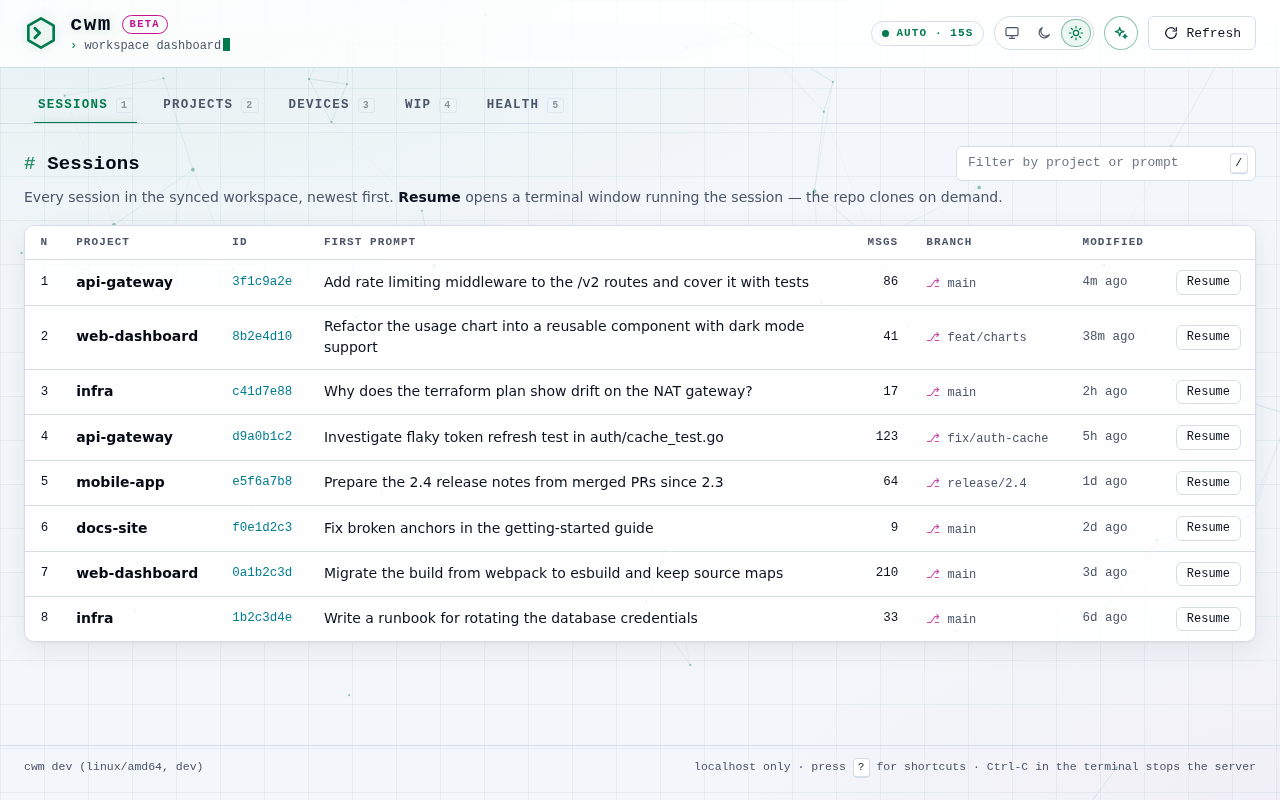 cwm BETA
› workspace dashboard
AUTO · 15S
Refresh
SESSIONS 1 PROJECTS 2 DEVICES 3 WIP 4 HEALTH 5
# Sessions
Filter by project or prompt /
Every session in the synced workspace, newest first. Resume opens a terminal window running the session — the repo clones on demand.
N PROJECT ID FIRST PROMPT MSGS BRANCH MODIFIED
1 api-gateway 3f1c9a2e Add rate limiting middleware to the /v2 routes and cover it with tests 86 main 4m ago Resume
2 web-dashboard 8b2e4d10 Refactor the usage chart into a reusable component with dark mode
support 41 feat/charts 38m ago Resume
3 infra c41d7e88 Why does the terraform plan show drift on the NAT gateway? 17 main 2h ago Resume
4 api-gateway d9a0b1c2 Investigate flaky token refresh test in auth/cache_test.go 123 fix/auth-cache 5h ago Resume
5 mobile-app e5f6a7b8 Prepare the 2.4 release notes from merged PRs since 2.3 64 release/2.4 1d ago Resume
6 docs-site f0e1d2c3 Fix broken anchors in the getting-started guide 9 main 2d ago Resume
7 web-dashboard 0a1b2c3d Migrate the build from webpack to esbuild and keep source maps 210 main 3d ago Resume
8 infra 1b2c3d4e Write a runbook for rotating the database credentials 33 main 6d ago Resume
cwm dev (linux/amd64, dev)
localhost only · press ? for shortcuts · Ctrl-C in the terminal stops the server